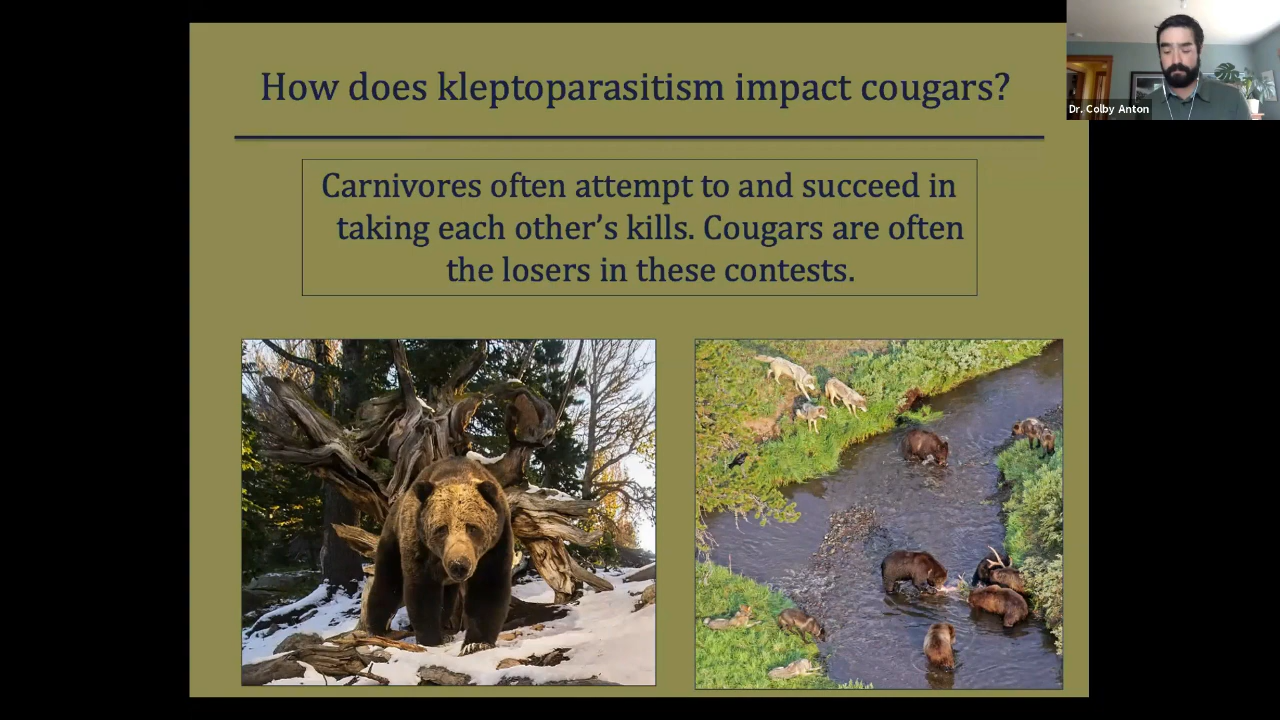 How does kleptoparasitism impact cougars?
Dr. Colby Anton
Carnivores often attempt to and succeed in
taking each other’s kills. Cougars are often
the losers in these contests.